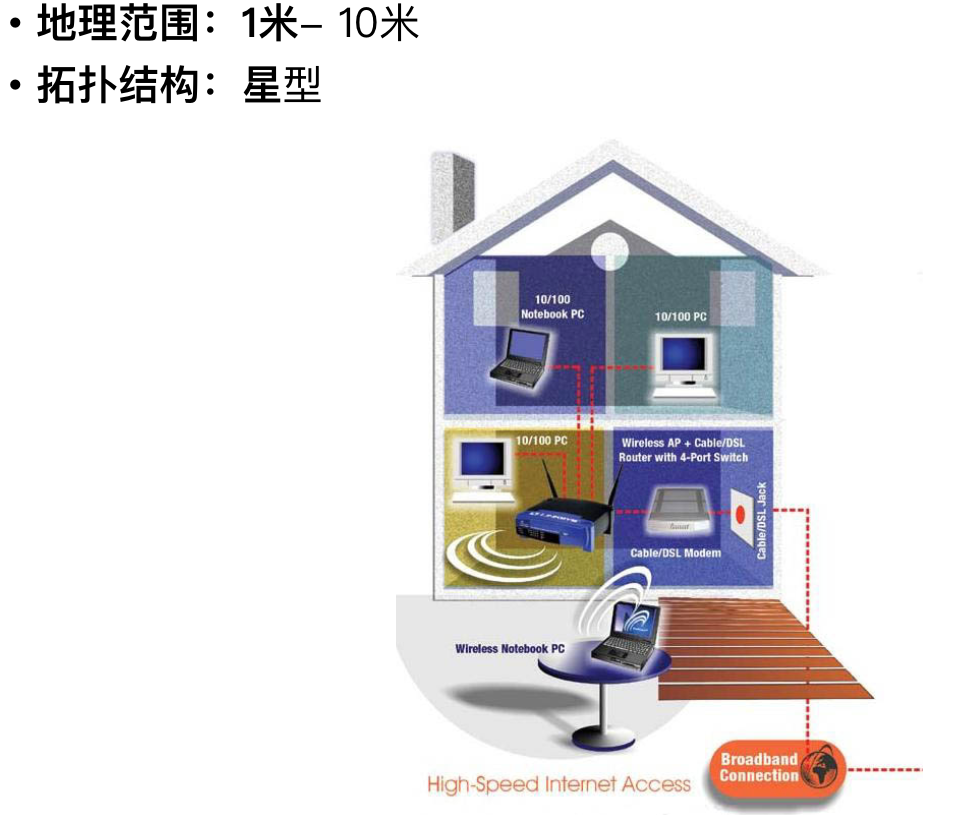 • 地理范围：1米– 10米
• 拓扑结构：星型
10/100
Notebook PC
10/100 PC
10/100 PC
Wireless AP + Cable/DSL
Router with 4-Port Switch
Cable/DSL Jack
Cable/DSL Modem
Wireless Notebook PC
Broadband
Connection
High-Speed Internet Access